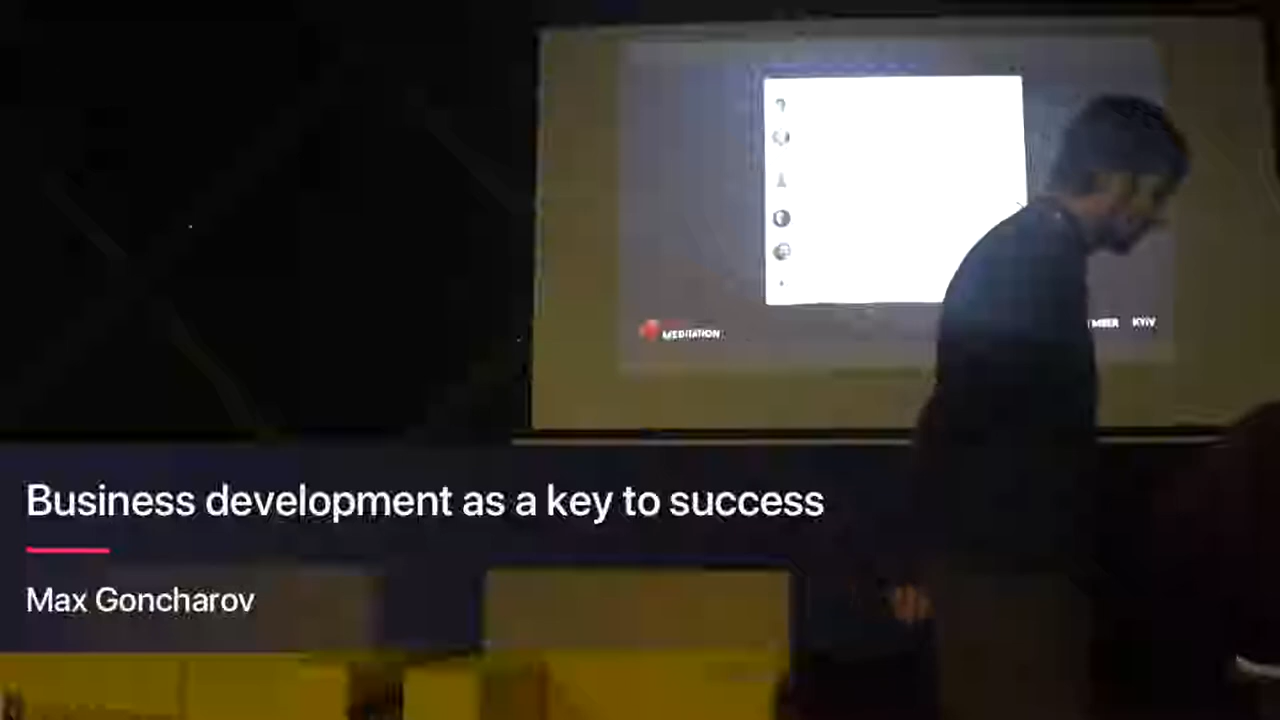 MEDITATION
KYIV
Business development as a key to success
Max Goncharov